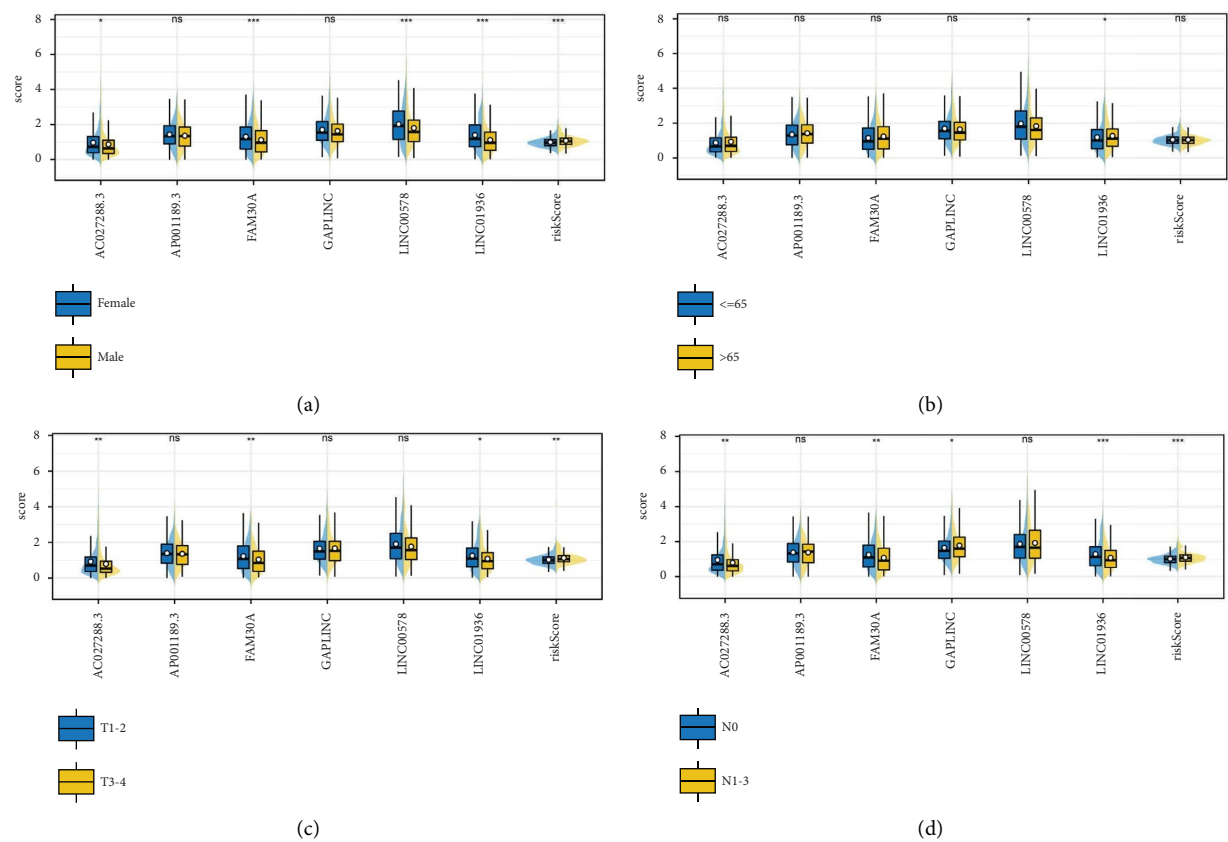 * ns *** ns *** *** ***
8
6
4
2
0
score
AC027288.3
AP001189.3
FAM30A
GAPLINC
LINC00578
LINC01936
riskScore
Female
Male
(a)
ns ns ns ns * * ns
8
6
4
2
0
score
AC027288.3
AP001189.3
FAM30A
GAPLINC
LINC00578
LINC01936
riskScore
<=65
>65
(b)
** ns ** ns ns * **
8
6
4
2
0
score
AC027288.3
AP001189.3
FAM30A
GAPLINC
LINC00578
LINC01936
riskScore
T1-2
T3-4
(c)
** ns ** * ns *** ***
8
6
4
2
0
score
AC027288.3
AP001189.3
FAM30A
GAPLINC
LINC00578
LINC01936
riskScore
N0
N1-3
(d)